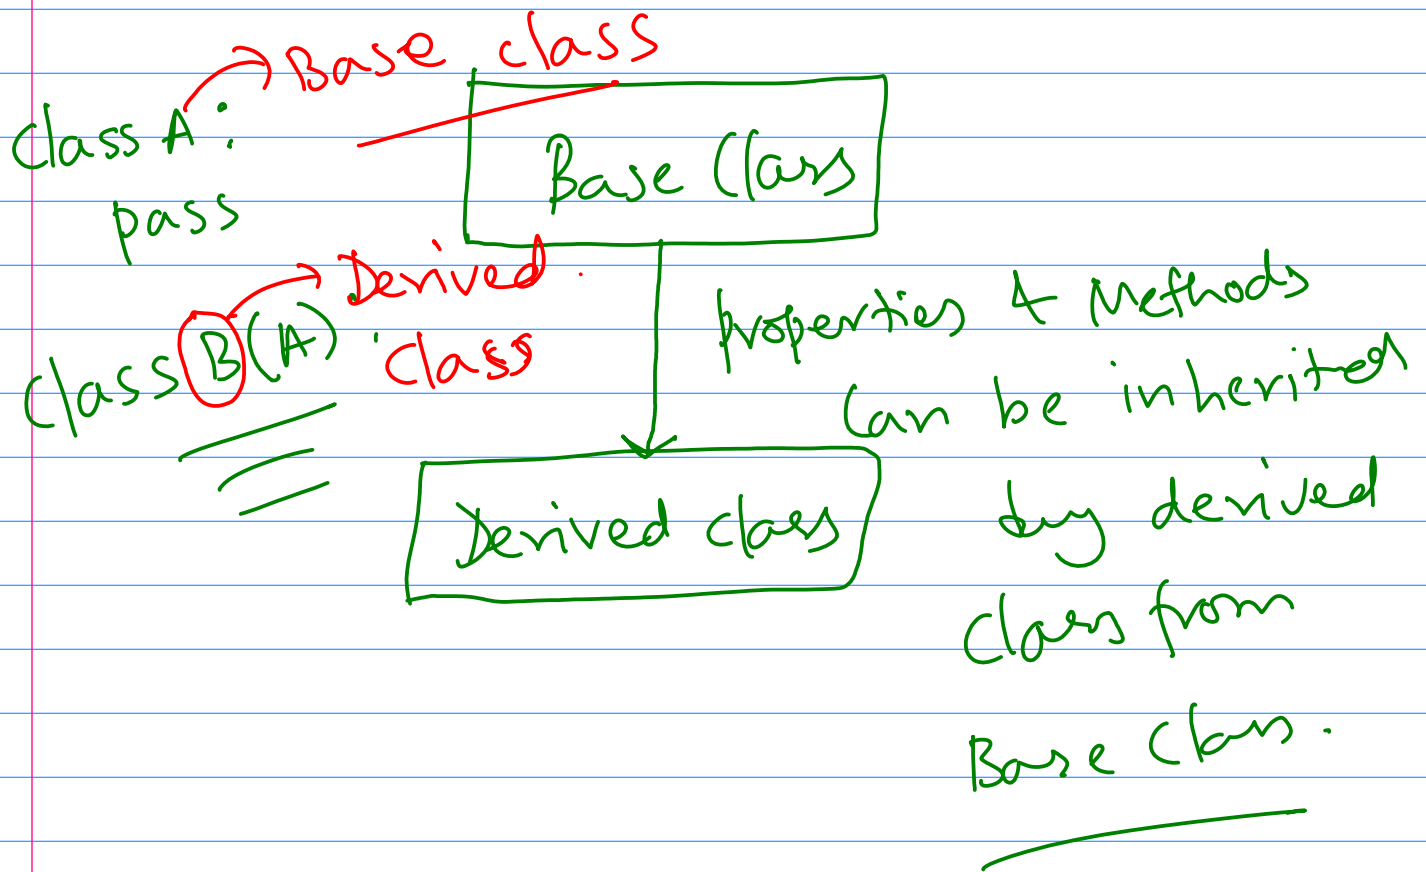 Base class
class A:
pass
Base Class
Derived
class B(A):
class
properties & Methods
can be inherited
by derived
class from
Base class.
Derived class